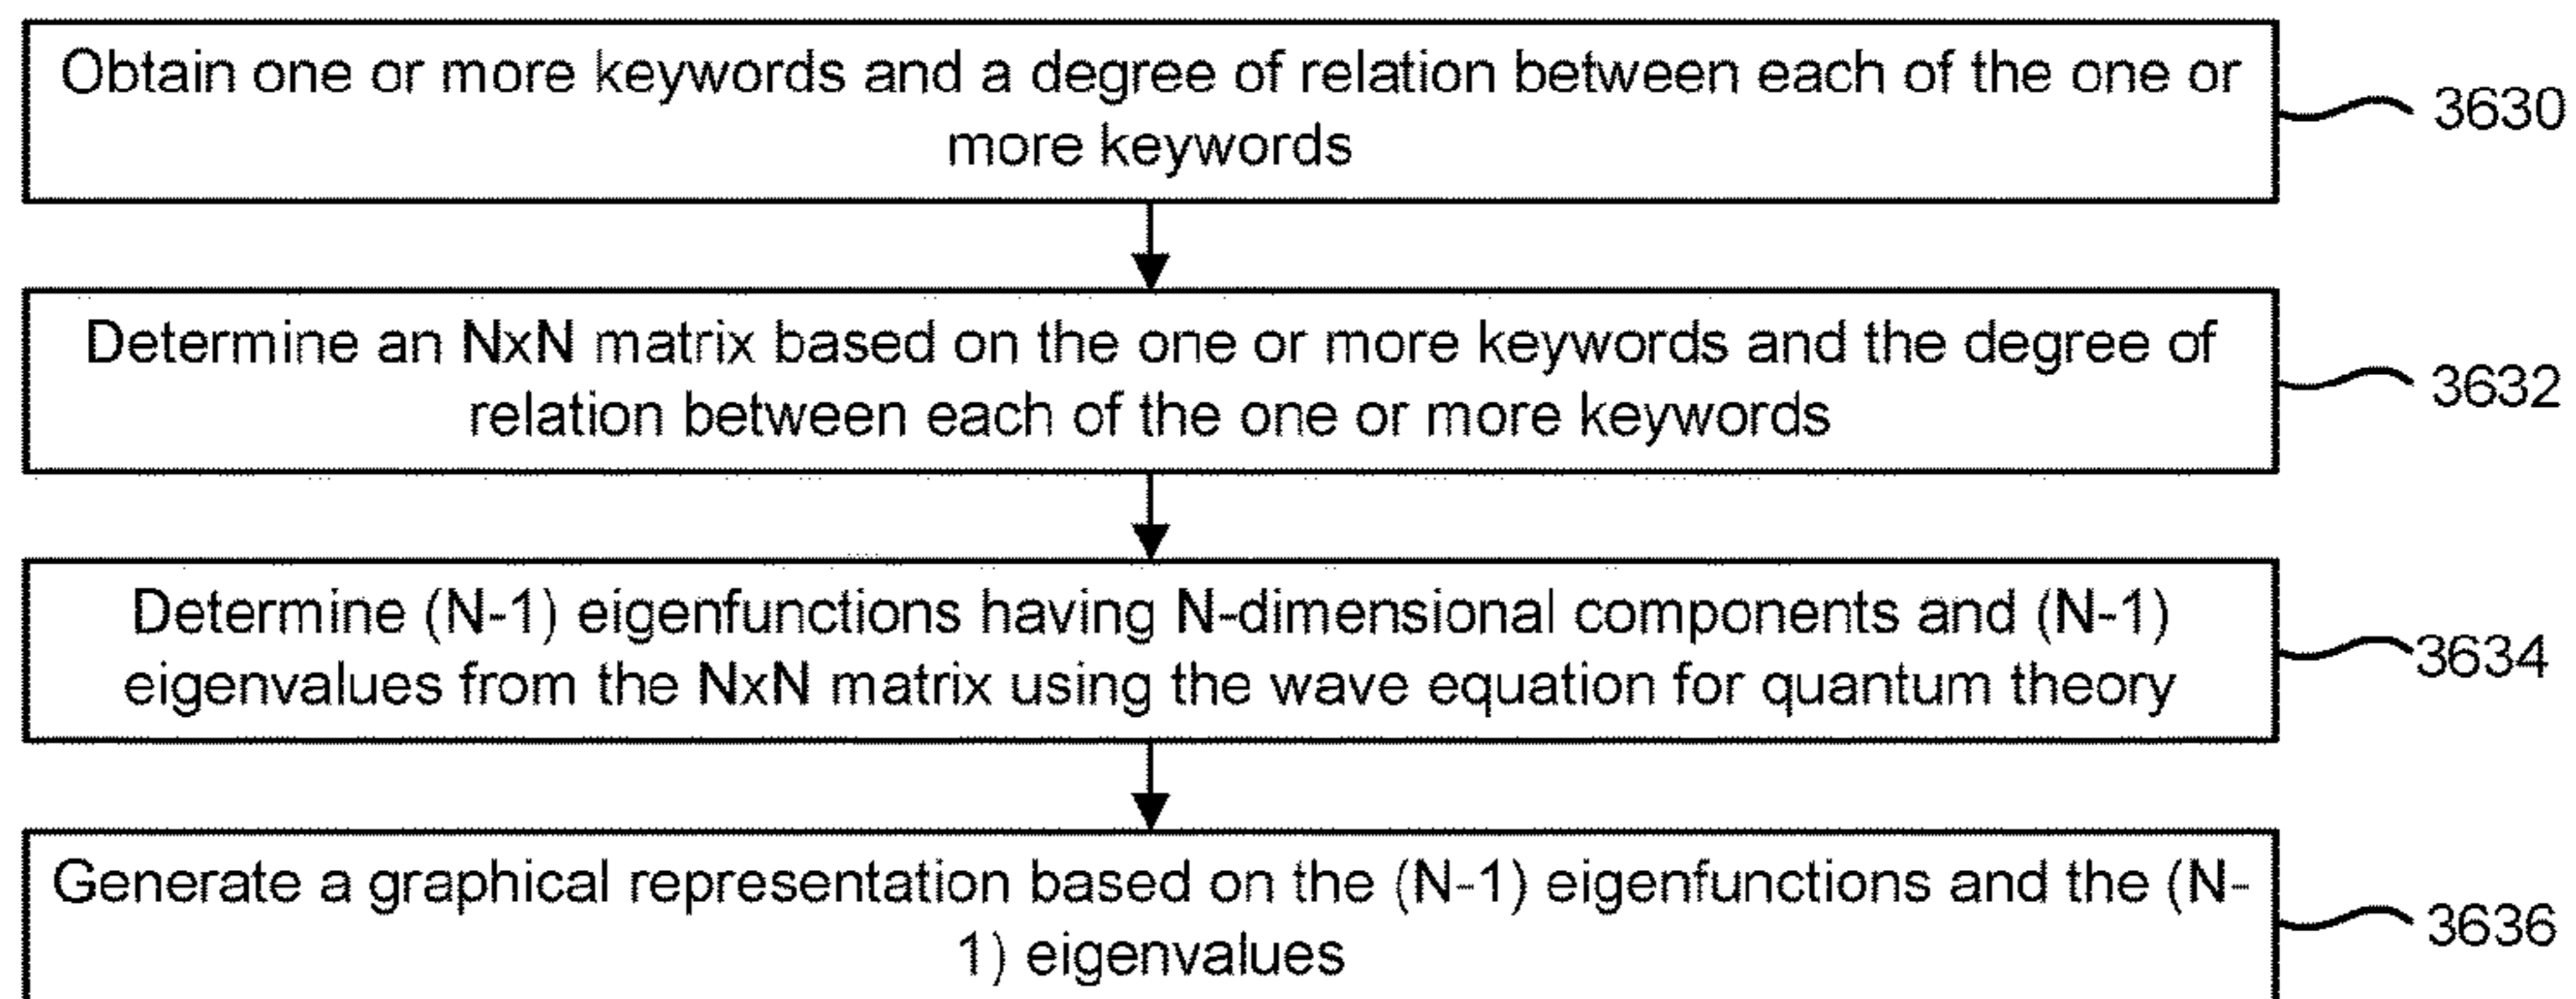 Obtain one or more keywords and a degree of relation between each of the one or
more keywords
3630
Determine an NxN matrix based on the one or more keywords and the degree of
relation between each of the one or more keywords
3632
Determine (N-1) eigenfunctions having N-dimensional components and (N-1)
eigenvalues from the NxN matrix using the wave equation for quantum theory
3634
Generate a graphical representation based on the (N-1) eigenfunctions and the (N-
1) eigenvalues
3636